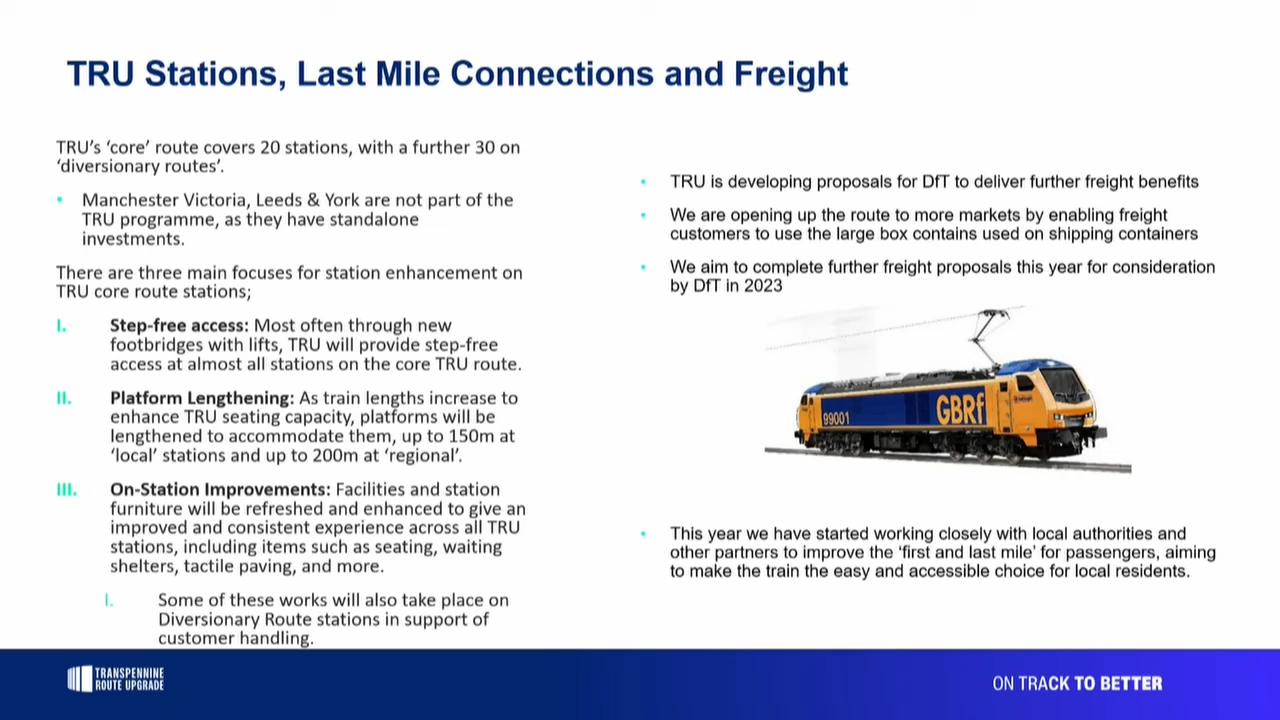 TRU Stations, Last Mile Connections and Freight
TRU's 'core' route covers 20 stations, with a further 30 on
'diversionary routes'.
• Manchester Victoria, Leeds & York are not part of the
TRU programme, as they have standalone
investments.
There are three main focuses for station enhancement on
TRU core route stations;
I. Step-free access: Most often through new
footbridges with lifts, TRU will provide step-free
access at almost all stations on the core TRU route.
II. Platform Lengthening: As train lengths increase to
enhance TRU seating capacity, platforms will be
lengthened to accommodate them, up to 150m at
'local' stations and up to 200m at 'regional'.
III. On-Station Improvements: Facilities and station
furniture will be refreshed and enhanced to give an
improved and consistent experience across all TRU
stations, including items such as seating, waiting
shelters, tactile paving, and more.
I. Some of these works will also take place on
Diversionary Route stations in support of
customer handling.
• TRU is developing proposals for DfT to deliver further freight benefits
• We are opening up the route to more markets by enabling freight
customers to use the large box contains used on shipping containers
• We aim to complete further freight proposals this year for consideration
by DfT in 2023
99001
GBRf
• This year we have started working closely with local authorities and
other partners to improve the 'first and last mile' for passengers, aiming
to make the train the easy and accessible choice for local residents.
TRANSPENNINE
ROUTE UPGRADE
ON TRACK TO BETTER